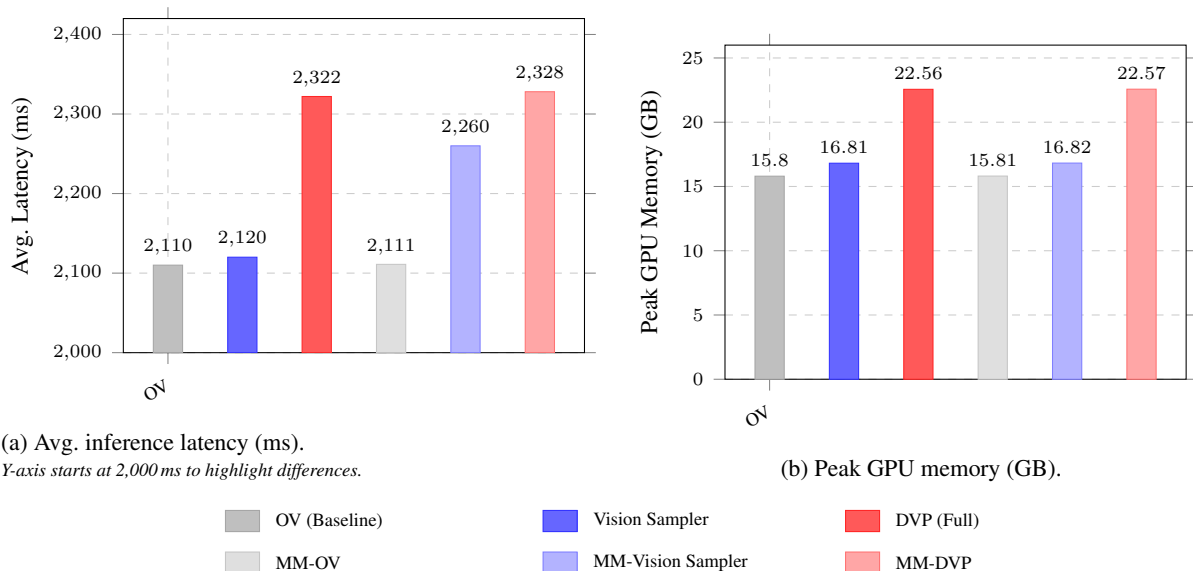 2,400
2,300
2,200
2,100
2,000
Avg. Latency (ms)
2,110
2,120
2,322
2,111
2,260
2,328
OV
(a) Avg. inference latency (ms).
Y-axis starts at 2,000 ms to highlight differences.
25
20
15
10
5
0
Peak GPU Memory (GB)
15.8
16.81
22.56
15.81
16.82
22.57
OV
(b) Peak GPU memory (GB).
OV (Baseline)
Vision Sampler
DVP (Full)
MM-OV
MM-Vision Sampler
MM-DVP